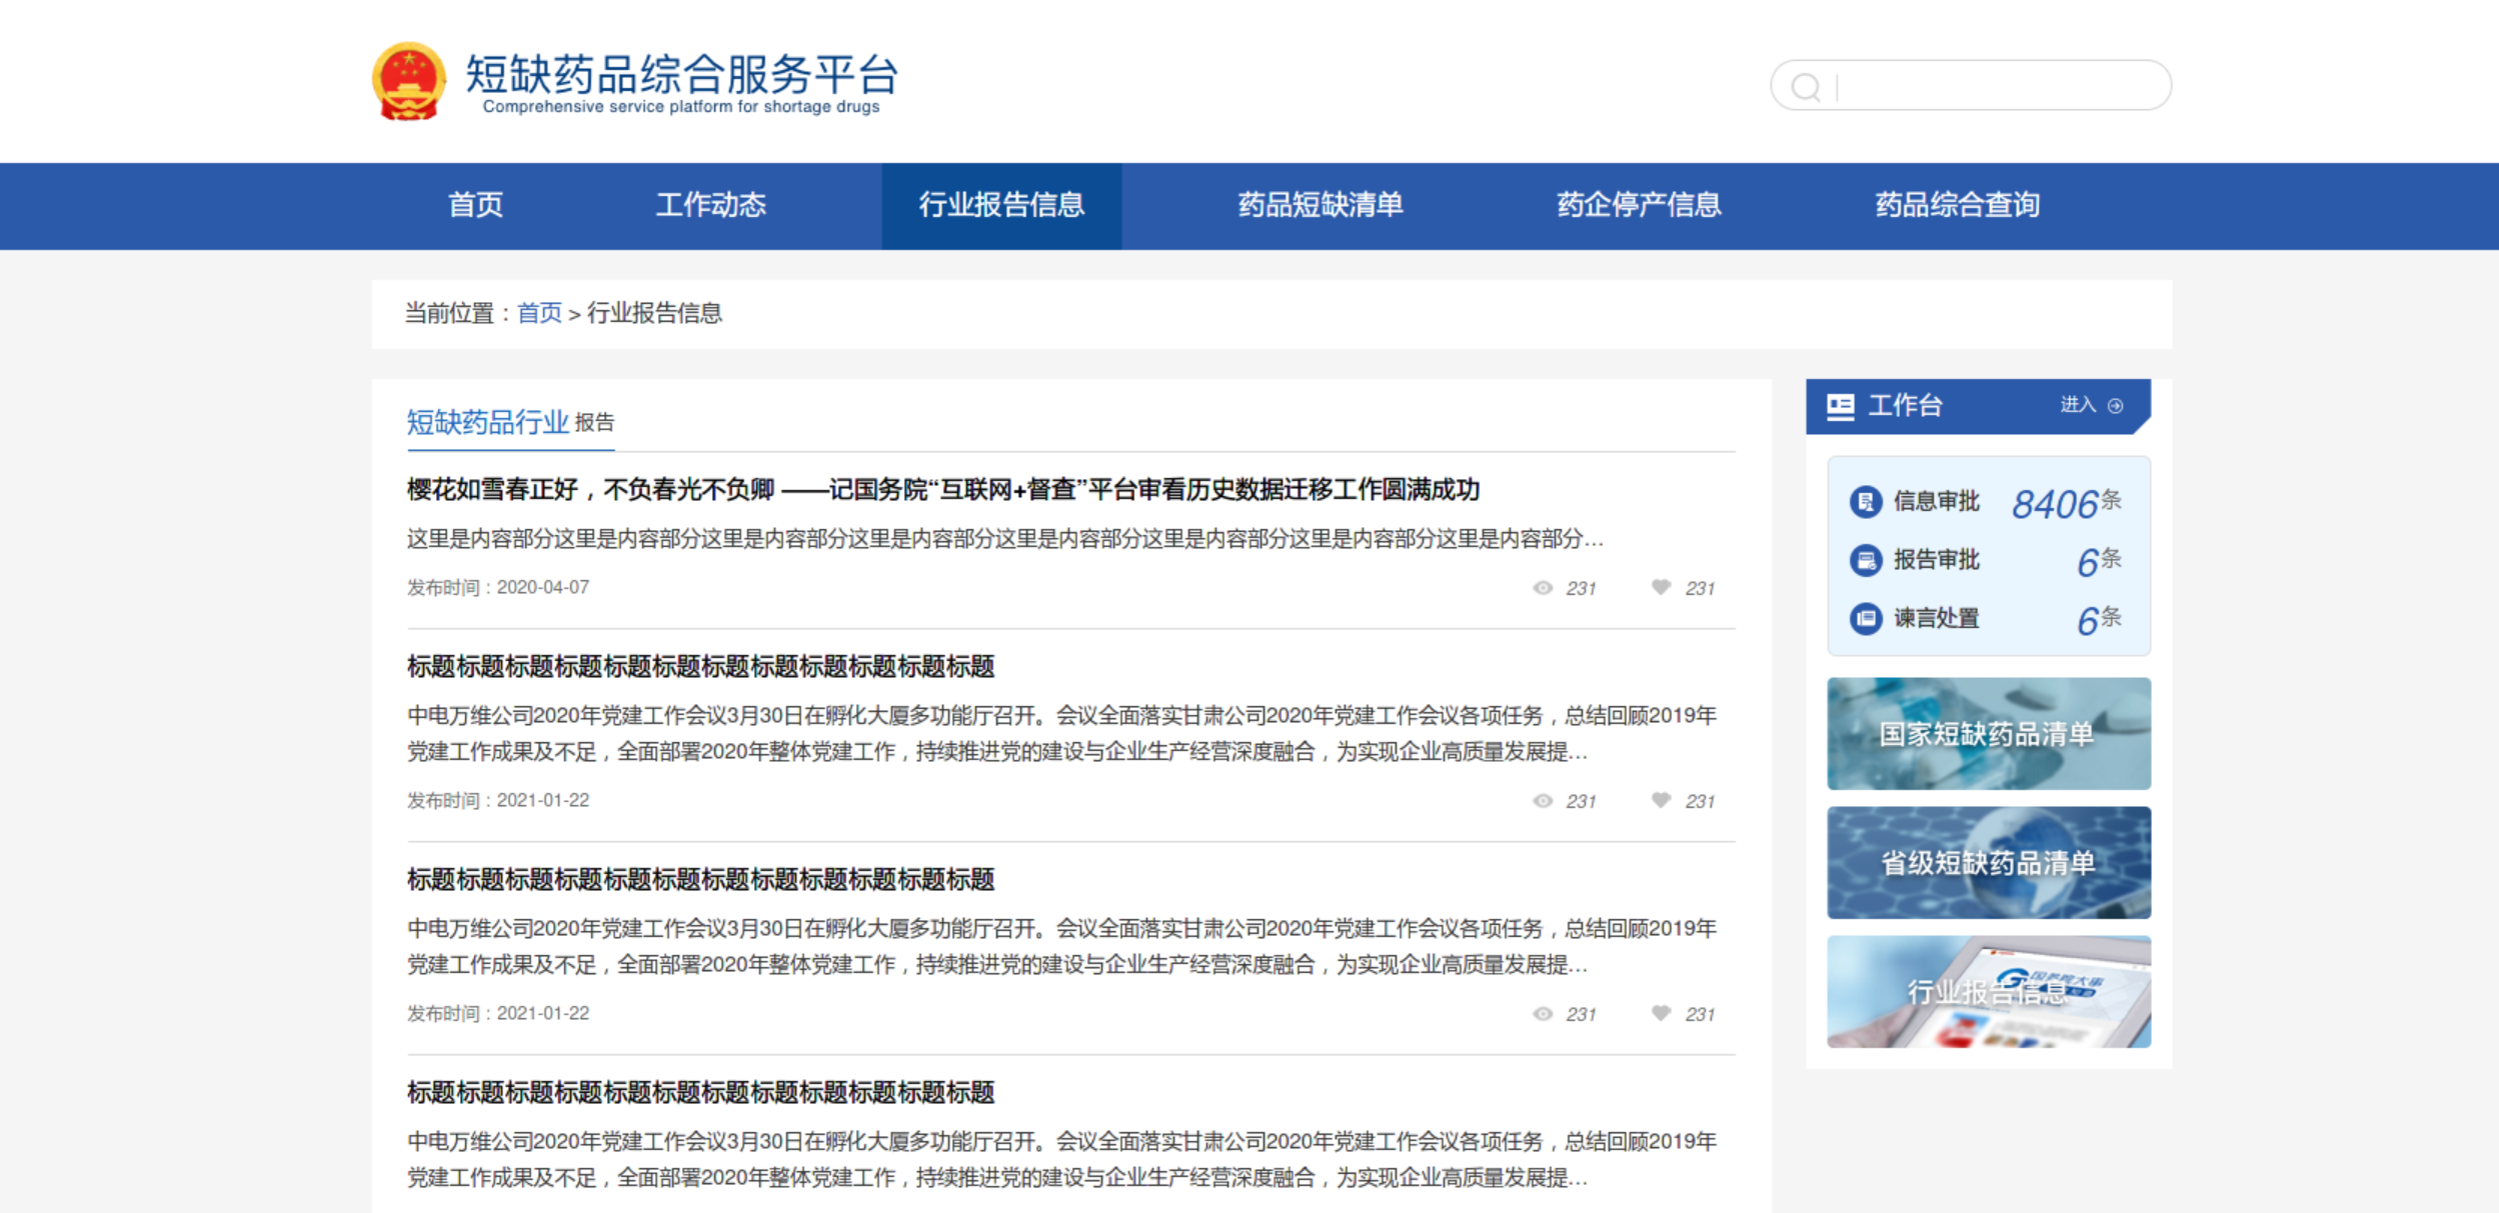 短缺药品综合服务平台
Comprehensive service platform for shortage drugs
首页 工作动态 行业报告信息 药品短缺清单 药企停产信息 药品综合查询
当前位置：首页 > 行业报告信息
短缺药品行业 报告
樱花如雪春正好，不负春光不负卿 ——记国务院“互联网+督查”平台审看历史数据迁移工作圆满成功
这里是内容部分这里是内容部分这里是内容部分这里是内容部分这里是内容部分这里是内容部分这里是内容部分这里是内容部分...
发布时间：2020-04-07 231 231
标题标题标题标题标题标题标题标题标题标题标题标题
中电万维公司2020年党建工作会议3月30日在孵化大厦多功能厅召开。会议全面落实甘肃公司2020年党建工作会议各项任务，总结回顾2019年
党建工作成果及不足，全面部署2020年整体党建工作，持续推进党的建设与企业生产经营深度融合，为实现企业高质量发展提...
发布时间：2021-01-22 231 231
标题标题标题标题标题标题标题标题标题标题标题标题
中电万维公司2020年党建工作会议3月30日在孵化大厦多功能厅召开。会议全面落实甘肃公司2020年党建工作会议各项任务，总结回顾2019年
党建工作成果及不足，全面部署2020年整体党建工作，持续推进党的建设与企业生产经营深度融合，为实现企业高质量发展提...
发布时间：2021-01-22 231 231
标题标题标题标题标题标题标题标题标题标题标题标题
中电万维公司2020年党建工作会议3月30日在孵化大厦多功能厅召开。会议全面落实甘肃公司2020年党建工作会议各项任务，总结回顾2019年
党建工作成果及不足，全面部署2020年整体党建工作，持续推进党的建设与企业生产经营深度融合，为实现企业高质量发展提...
工作台 进入
信息审批 8406条
报告审批 6条
谏言处置 6条
国家短缺药品清单
省级短缺药品清单
国务院大事
行业报告信息